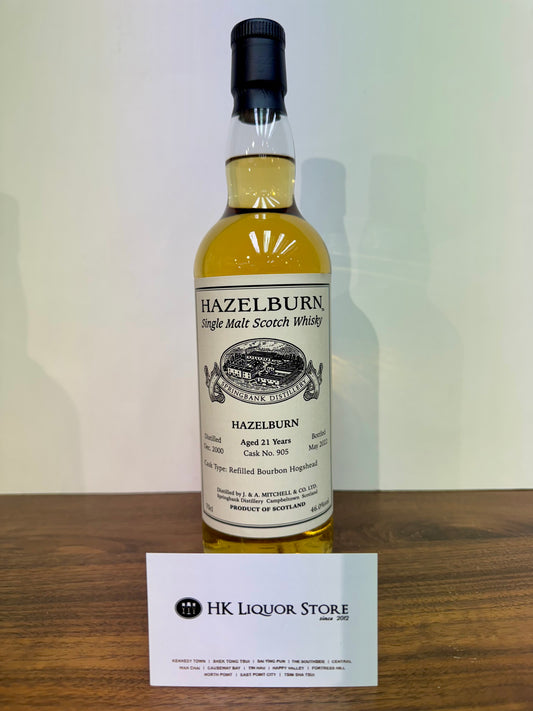 HAZELBURN
Single Malt Scotch Whisky
SPRINGBANK DISTILLERY
HAZELBURN
Distilled
Dec. 2000
Aged 21 Years
Cask No. 905
Bottled
May 2022
Cask Type: Refilled Bourbon Hogshead
Distilled by J. & A. MITCHELL & CO. LTD.
Springbank Distillery Campbeltown Scotland
70cl
PRODUCT OF SCOTLAND
46.0%
HK LIQUOR STORE
since 2012
KENNEDY TOWN | SHEK TONG TSUI | SAI YING PUN | THE SOUTHSIDE | CENTRAL
WAN CHAI | CAUSEWAY BAY | TIN HAU | HAPPY VALLEY | FORTRESS HILL
NORTH POINT | EAST POINT CITY | TSIM SHA TSUI